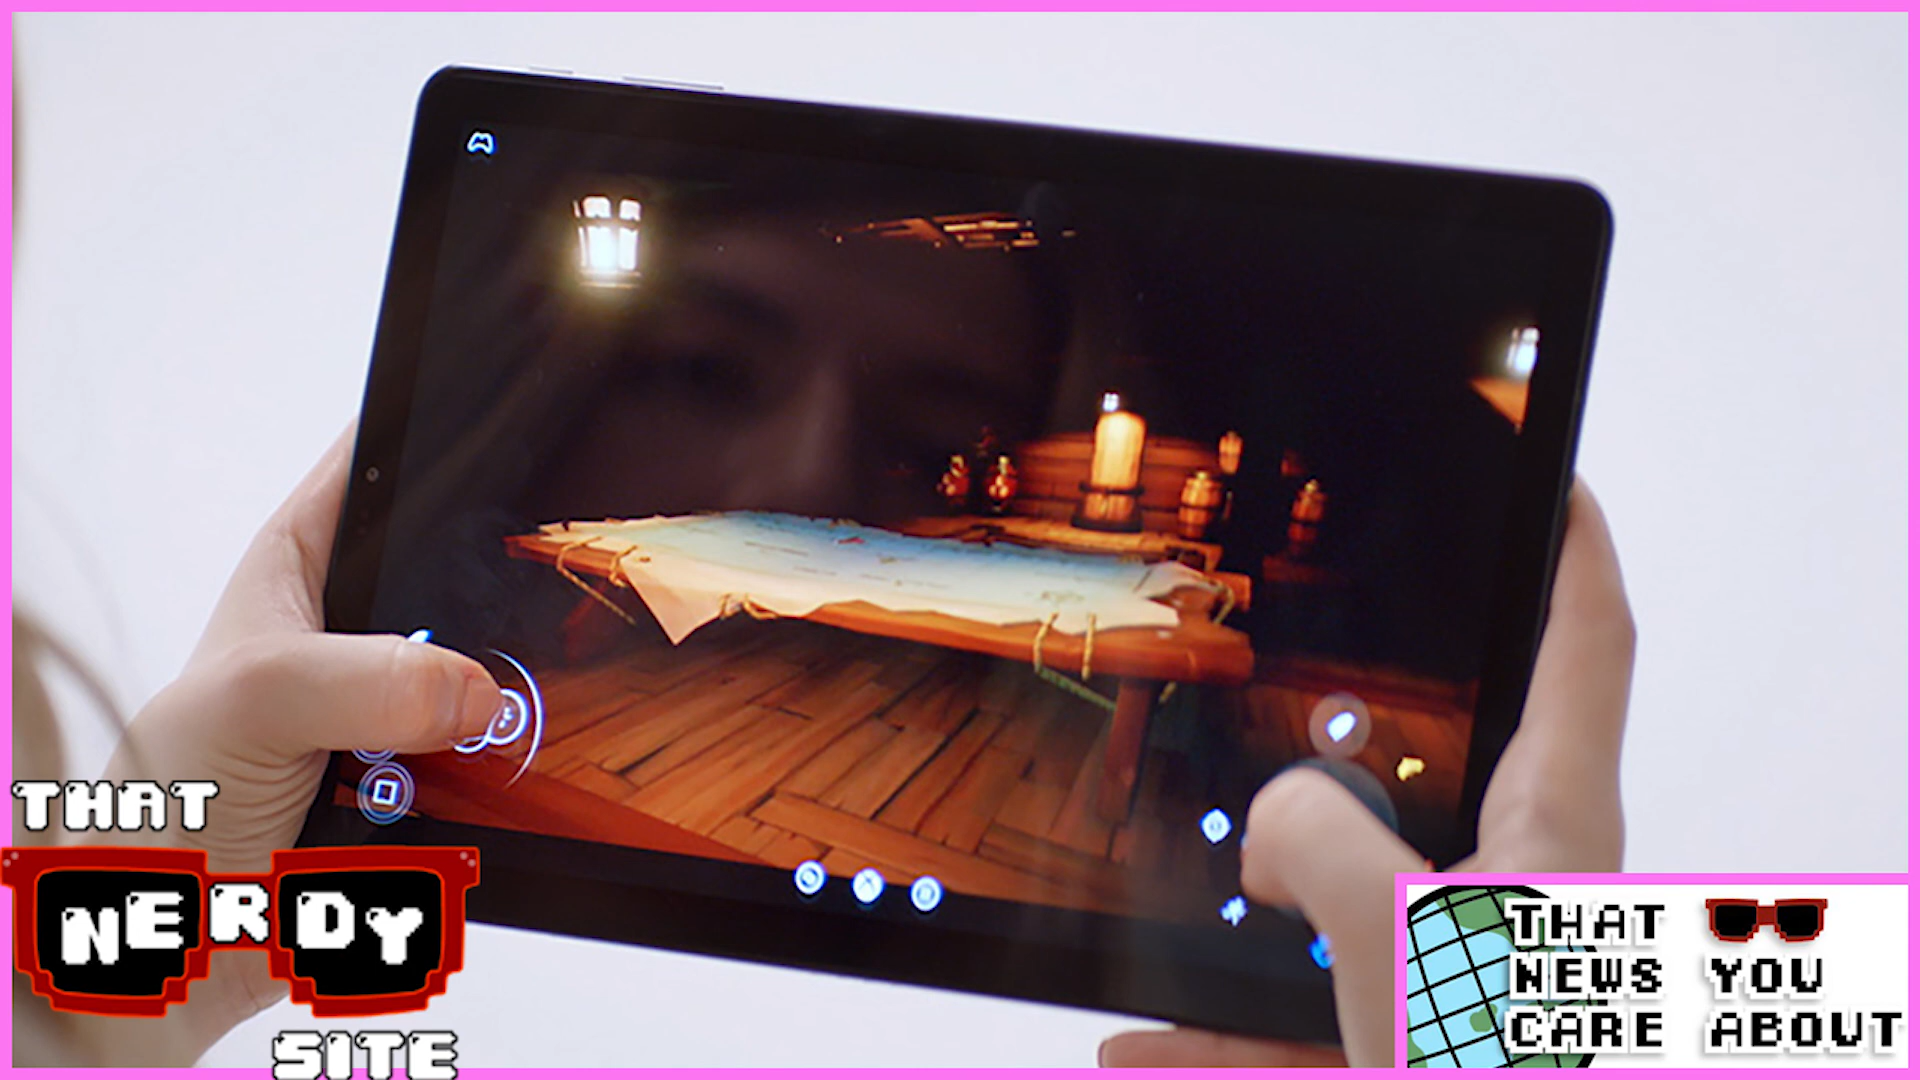 THAT
NERDY
SITE
THAT
NEWS YOU
CARE ABOUT